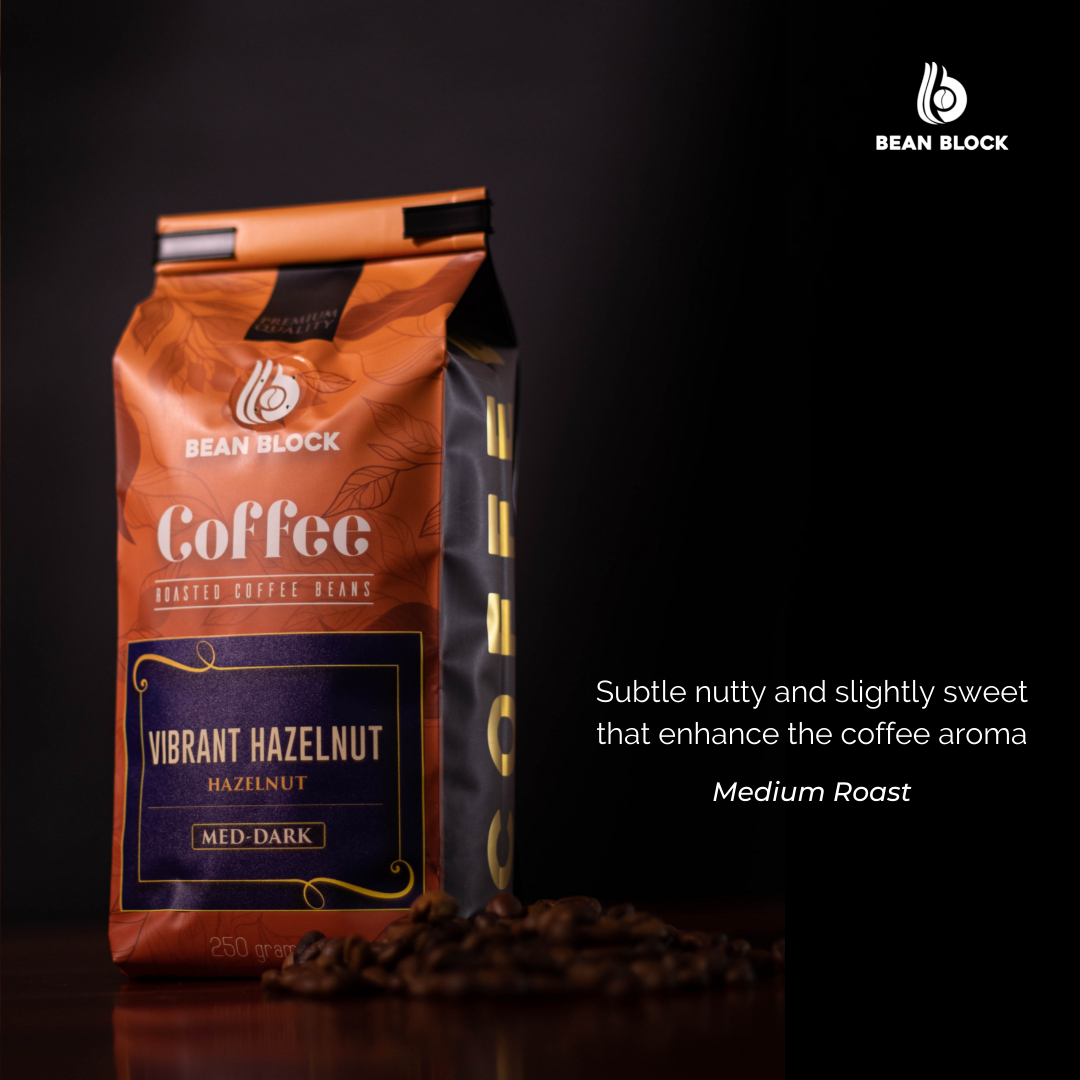 BEAN BLOCK
PREMIUM
QUALITY
BEAN BLOCK
Coffee
ROASTED COFFEE BEANS
VIBRANT HAZELNUT
HAZELNUT
MED-DARK
250 grams
COFFEE
Subtle nutty and slightly sweet
that enhance the coffee aroma
Medium Roast